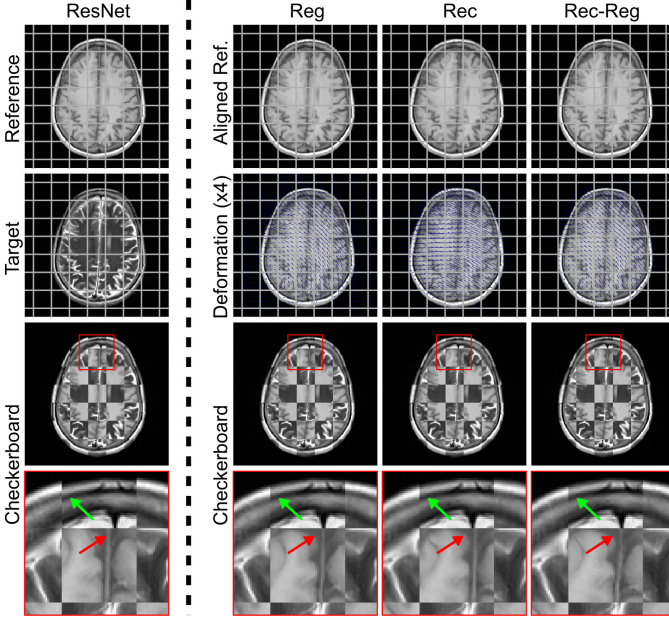 ResNet
Reg
Rec
Rec-Reg
Reference
Aligned Ref.
Target
Deformation (x4)
Checkerboard
Checkerboard